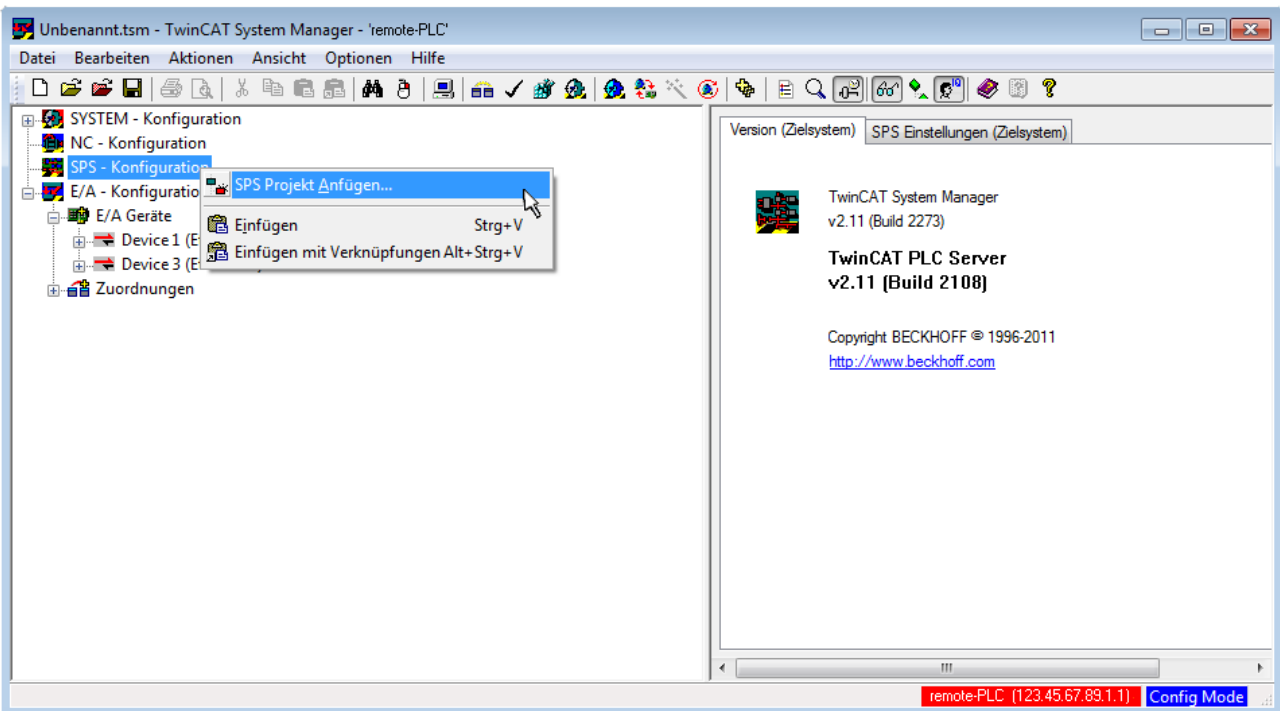 Unbenannt.tsm - TwinCAT System Manager - 'remote-PLC'
Datei Bearbeiten Aktionen Ansicht Optionen Hilfe
SYSTEM - Konfiguration
NC - Konfiguration
SPS - Konfiguration
E/A - Konfiguratio
E/A Geräte
Device 1 (E
Device 3 (E
Zuordnungen
SPS Projekt Anfügen...
Einfügen Strg+V
Einfügen mit Verknüpfungen Alt+Strg+V
Version (Zielsystem) SPS Einstellungen (Zielsystem)
TwinCAT System Manager
v2.11 (Build 2273)
TwinCAT PLC Server
v2.11 (Build 2108)
Copyright BECKHOFF © 1996-2011
http://www.beckhoff.com
remote-PLC (123.45.67.89.1.1) Config Mode